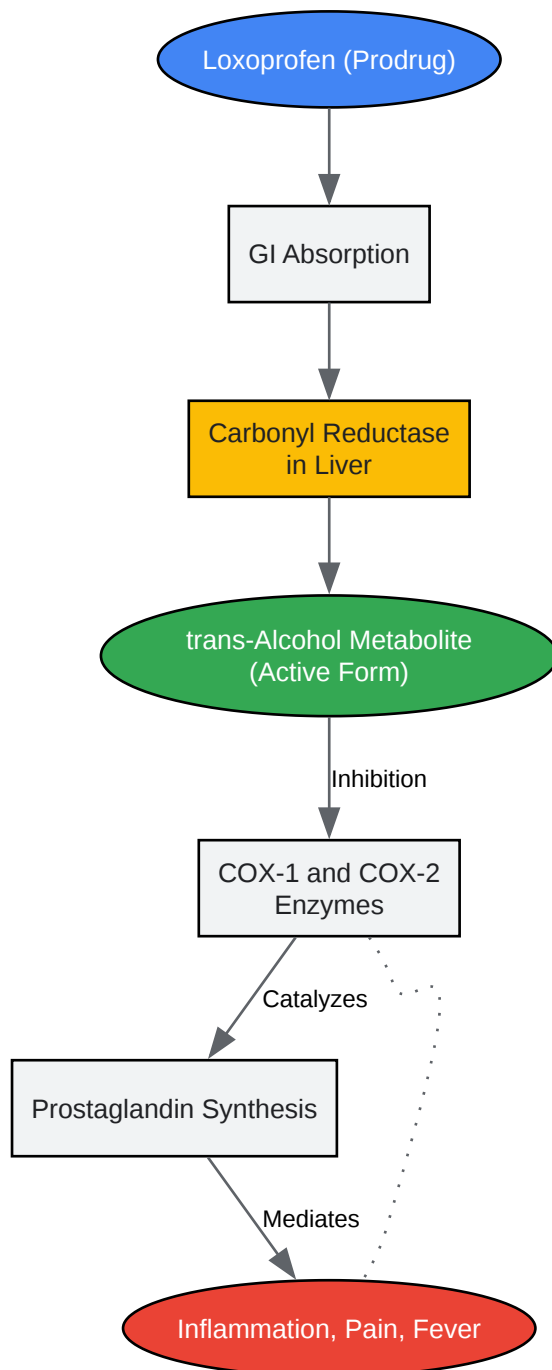 Loxoprofen (Prodrug)
GI Absorption
Carbonyl Reductase
in Liver
trans-Alcohol Metabolite
(Active Form)
Inhibition
COX-1 and COX-2
Enzymes
Catalyzes
Prostaglandin Synthesis
Mediates
Inflammation, Pain, Fever